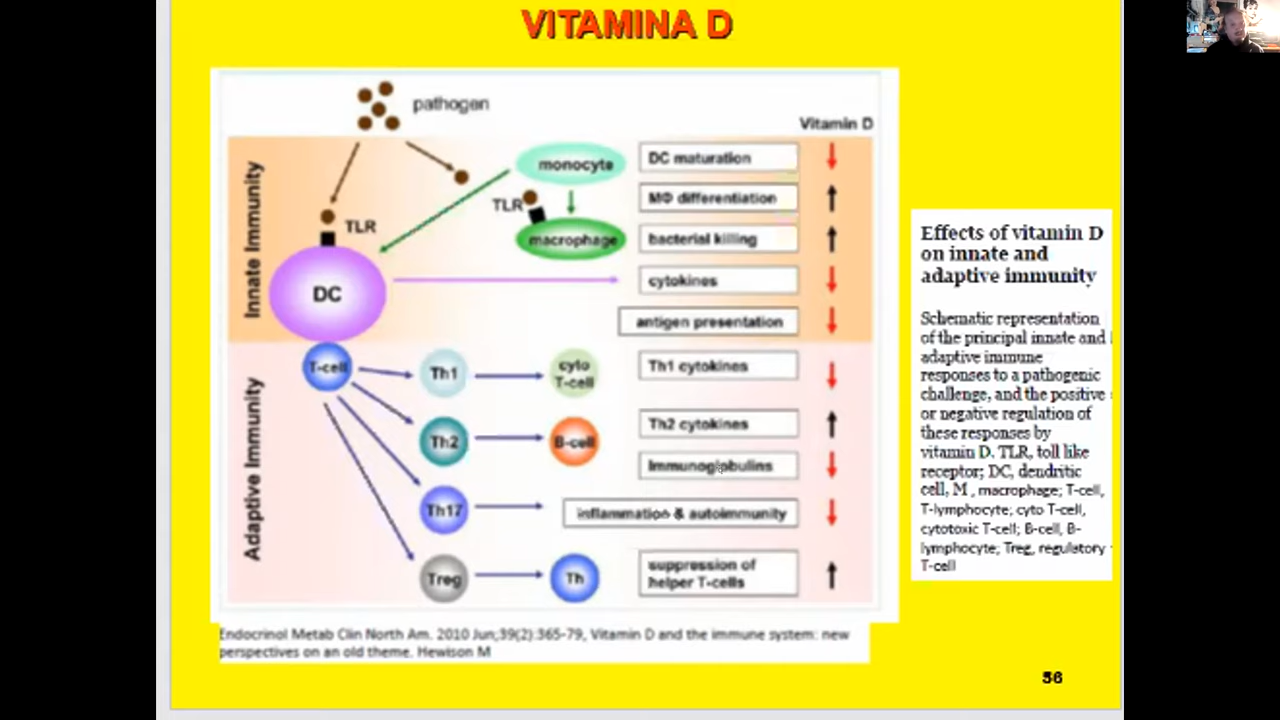 VITAMINA D
pathogen
Vitamin D
Innate Immunity
TLR
DC
monocyte
TLR
macrophage
DC maturation
MΦ differentiation
bacterial killing
cytokines
antigen presentation
Adaptive Immunity
T-cell
Th1
cyto
T-cell
Th1 cytokines
Th2
B-cell
Th2 cytokines
Immunoglobulins
Th17
inflammation & autoimmunity
Treg
Th
suppression of
helper T-cells
Effects of vitamin D
on innate and
adaptive immunity
Schematic representation
of the principal innate and
adaptive immune
responses to a pathogenic
challenge, and the positive
or negative regulation of
these responses by
vitamin D. TLR, toll like
receptor; DC, dendritic
cell, M , macrophage; T-cell,
T-lymphocyte; cyto T-cell,
cytotoxic T-cell; B-cell, B-
lymphocyte; Treg, regulatory
T-cell
Endocrinol Metab Clin North Am. 2010 Jun;39(2):365-79, Vitamin D and the immune system: new
perspectives on an old theme. Hewison M
56